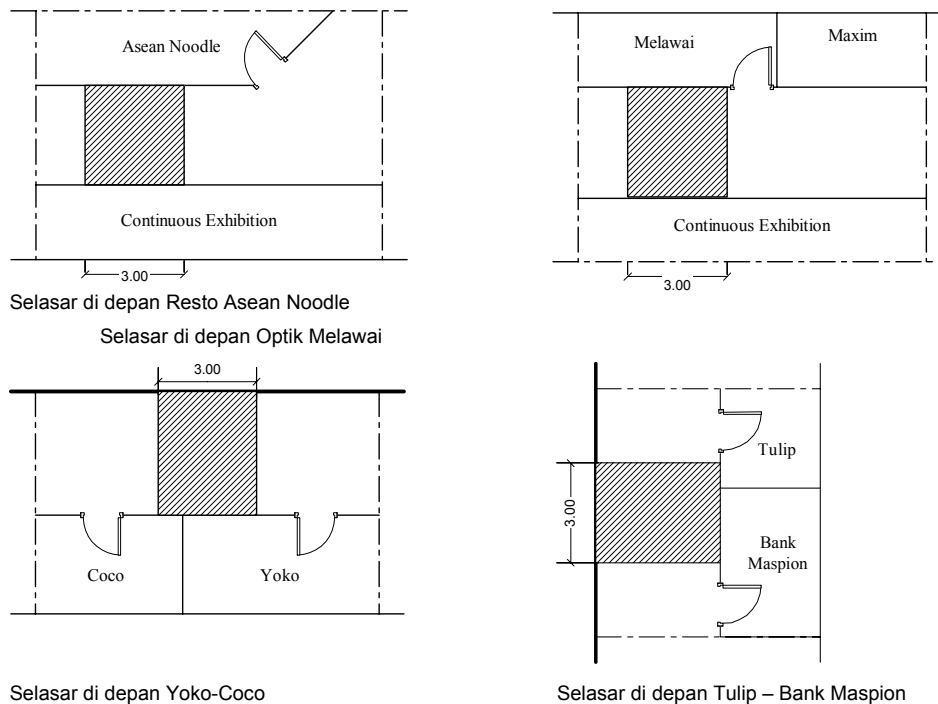 Asean Noodle
Continuous Exhibition
3.00
Melawai
Maxim
Continuous Exhibition
3.00
Selasar di depan Resto Asean Noodle
Selasar di depan Optik Melawai
3.00
Coco
Yoko
Tulip
3.00
Bank
Maspion
Selasar di depan Yoko-Coco
Selasar di depan Tulip – Bank Maspion